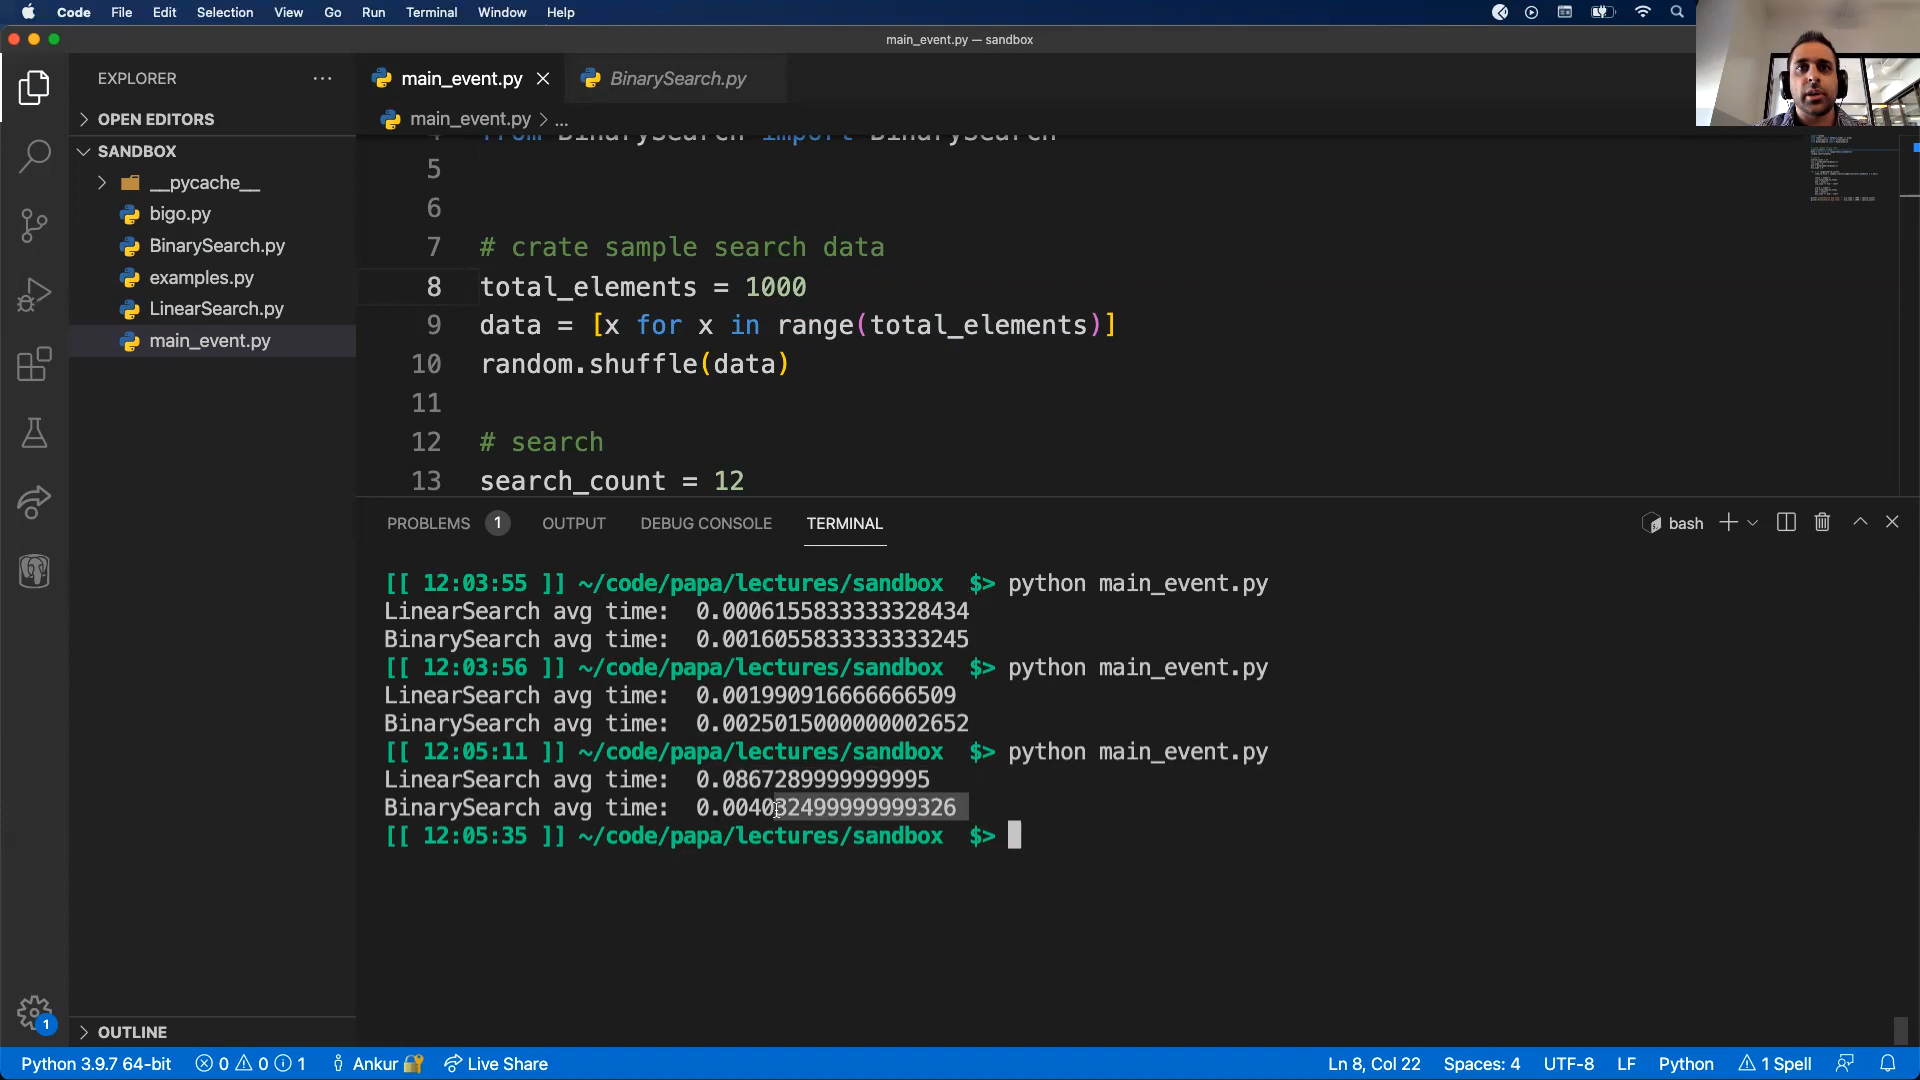 Code File Edit Selection View Go Run Terminal Window Help
main_event.py — sandbox
EXPLORER ···
main_event.py
BinarySearch.py
OPEN EDITORS
main_event.py > ...
SANDBOX
__pycache__
bigo.py
BinarySearch.py
examples.py
LinearSearch.py
main_event.py
from BinarySearch import BinarySearch
5
6
7 # crate sample search data
8 total_elements = 1000
9 data = [x for x in range(total_elements)]
10 random.shuffle(data)
11
12 # search
13 search_count = 12
PROBLEMS 1 OUTPUT DEBUG CONSOLE TERMINAL
bash
[[ 12:03:55 ]] ~/code/papa/lectures/sandbox $> python main_event.py
LinearSearch avg time: 0.0006155833333328434
BinarySearch avg time: 0.0016055833333333245
[[ 12:03:56 ]] ~/code/papa/lectures/sandbox $> python main_event.py
LinearSearch avg time: 0.001990916666666509
BinarySearch avg time: 0.0025015000000002652
[[ 12:05:11 ]] ~/code/papa/lectures/sandbox $> python main_event.py
LinearSearch avg time: 0.0867289999999995
BinarySearch avg time: 0.004032499999999326
[[ 12:05:35 ]] ~/code/papa/lectures/sandbox $>
1
OUTLINE
Python 3.9.7 64-bit 0 0 1 Ankur Live Share Ln 8, Col 22 Spaces: 4 UTF-8 LF Python 1 Spell